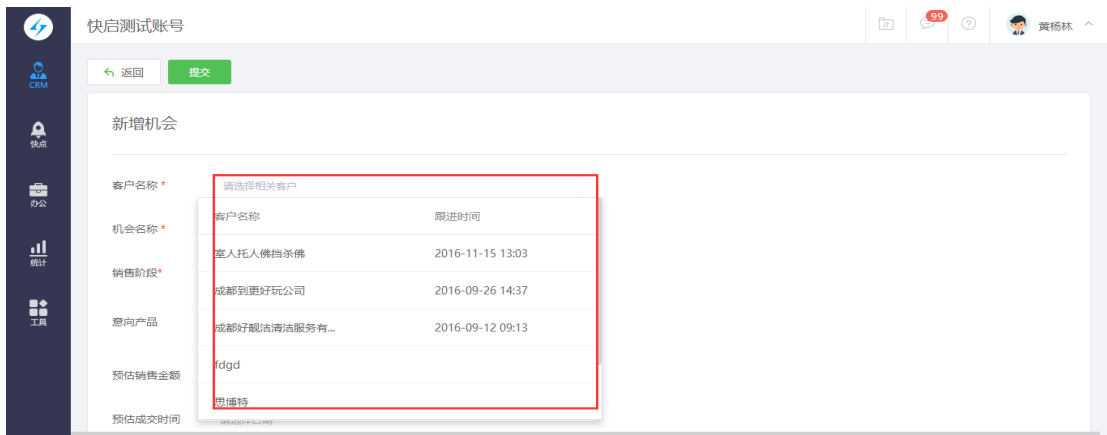 快启测试账号
99
黄杨林
CRM
快点
办公
统计
工具
返回
提交
新增机会
客户名称 *
请选择相关客户
机会名称 *
销售阶段*
意向产品
预估销售金额
预估成交时间
客户名称 跟进时间
室人托人佛挡杀佛 2016-11-15 13:03
成都到更好玩公司 2016-09-26 14:37
成都好靓洁清洁服务有... 2016-09-12 09:13
fdgd
思博特
请选择日期